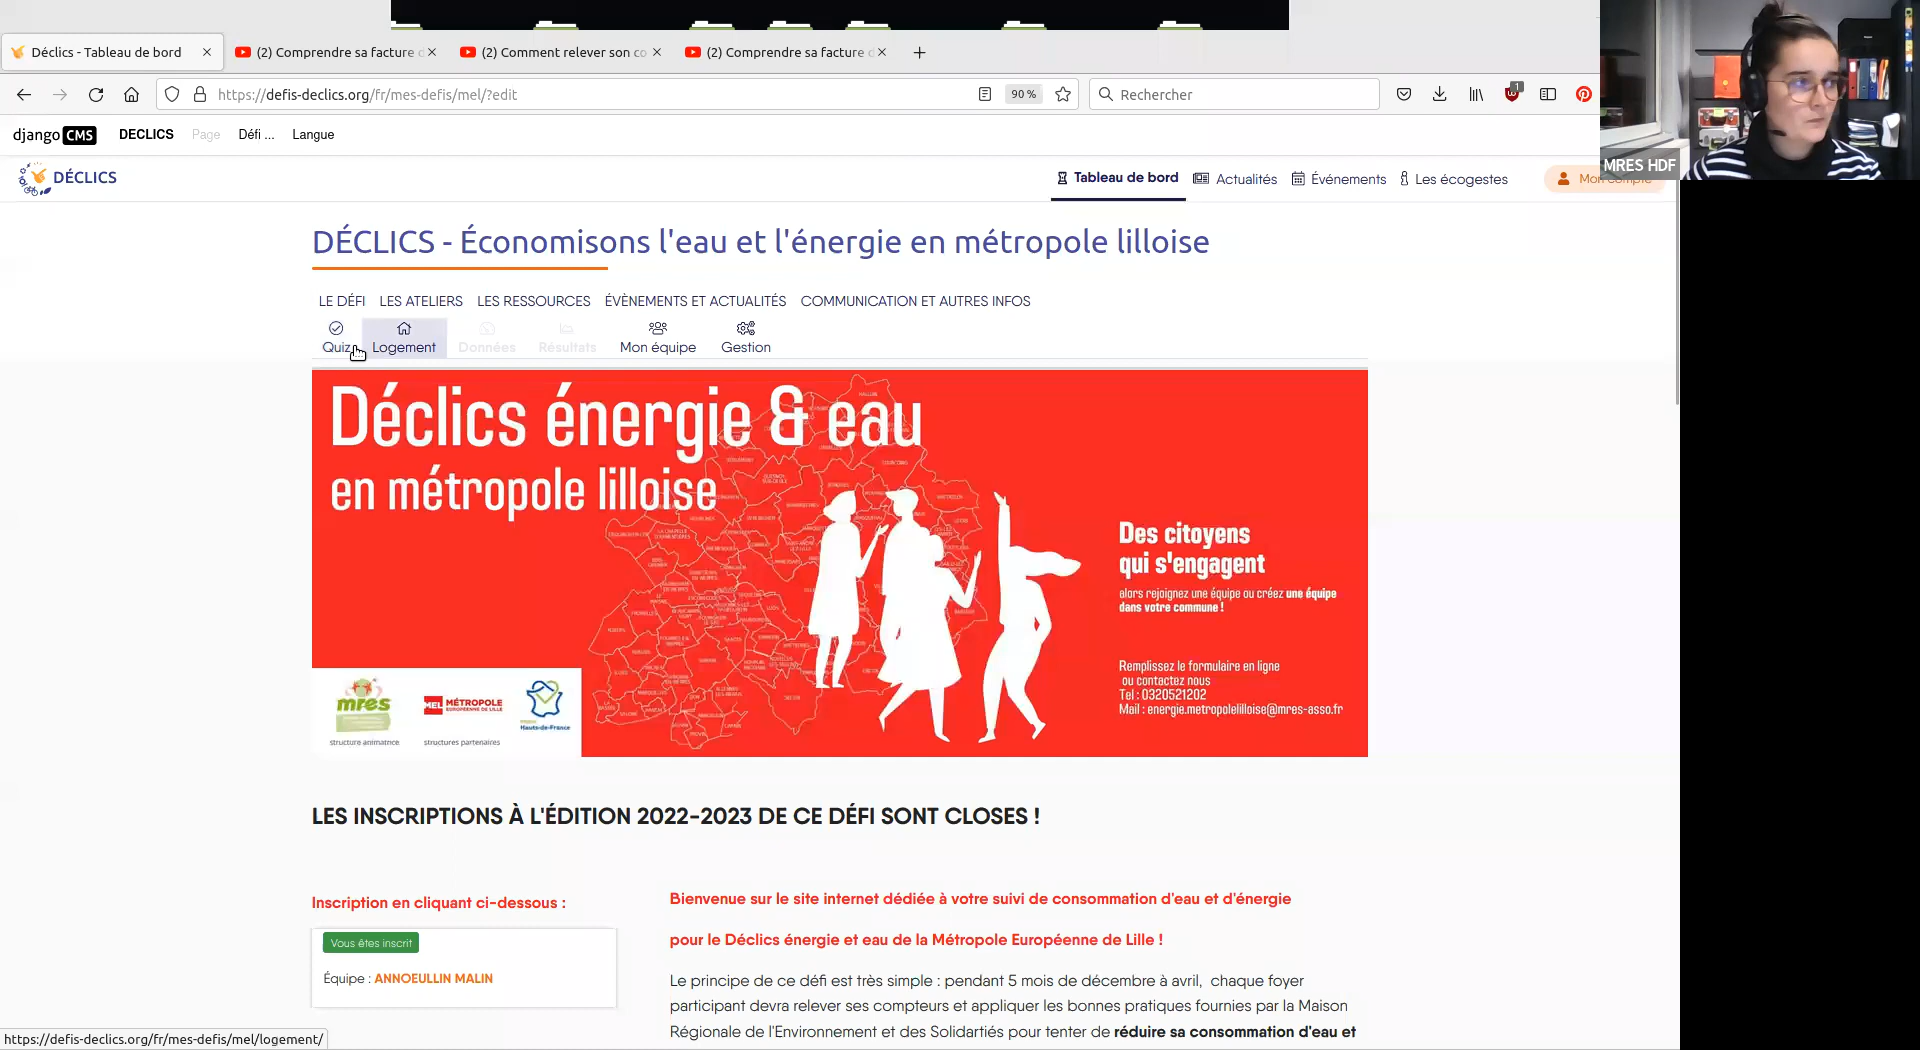 Déclics - Tableau de bord
(2) Comprendre sa facture d
(2) Comment relever son co
(2) Comprendre sa facture d
https://defis-declics.org/fr/mes-defis/mel/?edit
90 %
Rechercher
1
MRES HDF
django CMS
DECLICS
Page
Défi ...
Langue
DÉCLICS
Tableau de bord
Actualités
Événements
Les écogestes
Mon compte
DÉCLICS - Économisons l'eau et l'énergie en métropole lilloise
LE DÉFI LES ATELIERS LES RESSOURCES ÉVÈNEMENTS ET ACTUALITÉS COMMUNICATION ET AUTRES INFOS
Quiz Logement Données Résultats Mon équipe Gestion
Déclics énergie & eau
en métropole lilloise
Des citoyens
qui s'engagent
alors rejoignez une équipe ou créez une équipe
dans votre commune !
Remplissez le formulaire en ligne
ou contactez nous
Tel : 0320521202
Mail : energie.metropolelilloise@mres-asso.fr
mres
MEL MÉTROPOLE
EUROPÉENNE DE LILLE
Hauts-de-France
structure animatrice
structures partenaires
LES INSCRIPTIONS À L'ÉDITION 2022-2023 DE CE DÉFI SONT CLOSES !
Inscription en cliquant ci-dessous :
Vous êtes inscrit
Équipe : ANNOEULLIN MALIN
Bienvenue sur le site internet dédiée à votre suivi de consommation d'eau et d'énergie
pour le Déclics énergie et eau de la Métropole Européenne de Lille !
Le principe de ce défi est très simple : pendant 5 mois de décembre à avril, chaque foyer
participant devra relever ses compteurs et appliquer les bonnes pratiques fournies par la Maison
Régionale de l'Environnement et des Solidartiés pour tenter de réduire sa consommation d'eau et
https://defis-declics.org/fr/mes-defis/mel/logement/